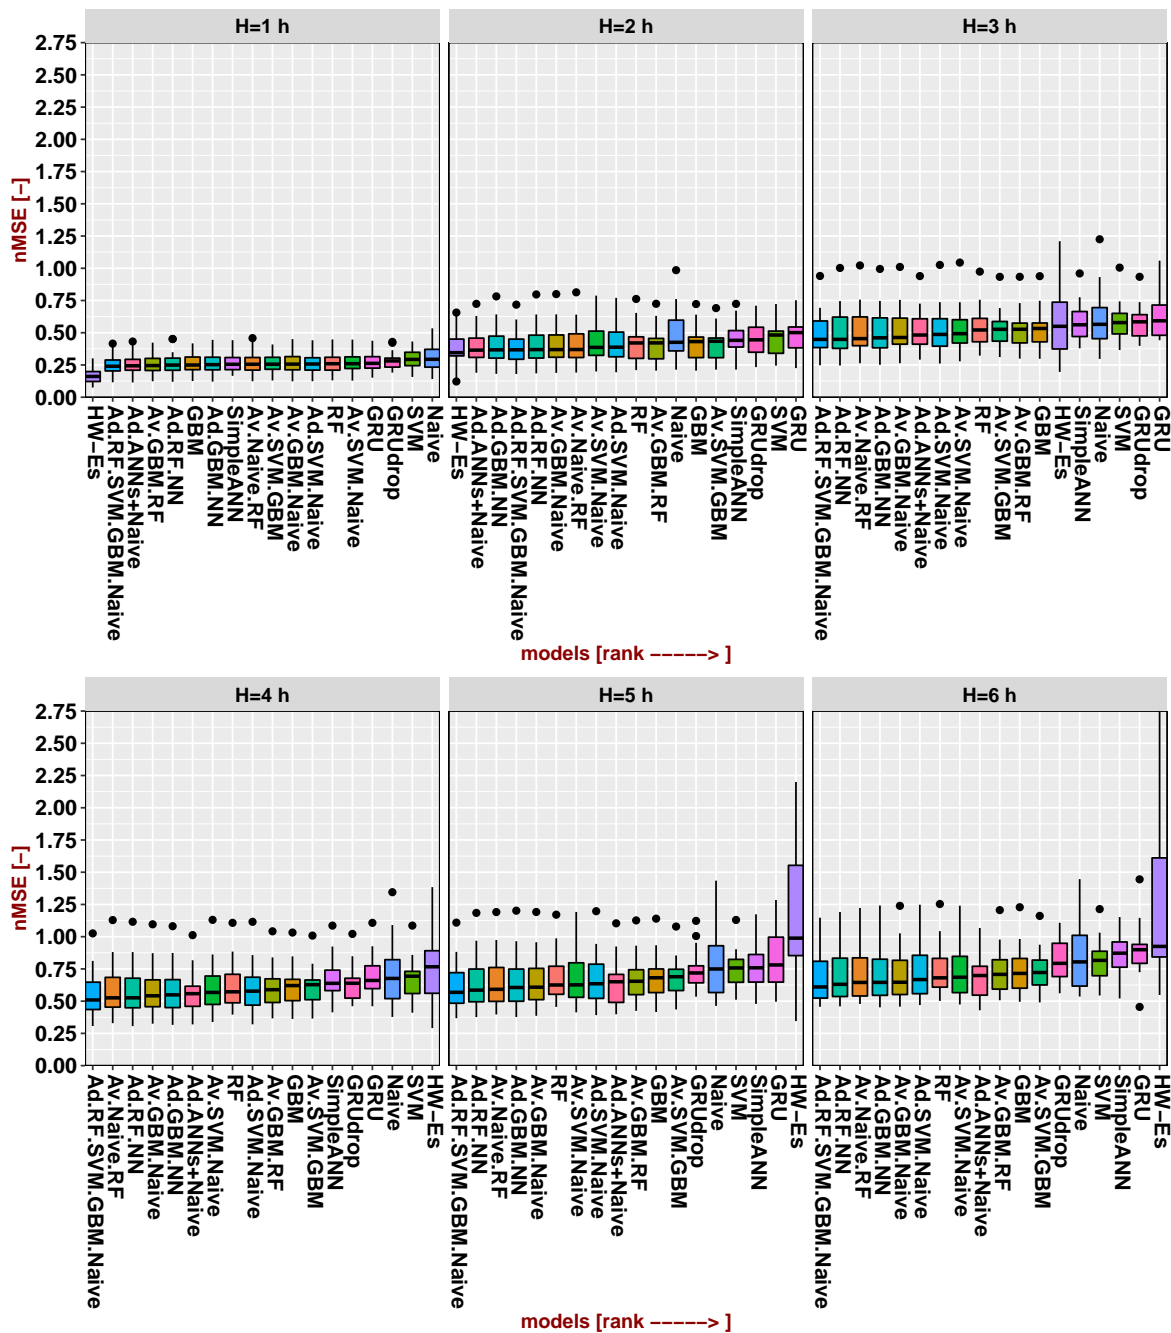 H=1 h
H=2 h
H=3 h
nMSE [-]
2.75
2.50
2.25
2.00
1.75
1.50
1.25
1.00
0.75
0.50
0.25
0.00
HW-Es
Ad.RF.SVM.GBM.Naive
Ad.ANNs+Naive
Av.GBM.RF
Ad.RF.NN
GBM
Ad.GBM.NN
SimpleANN
Av.Naive.RF
Av.SVM.GBM
Av.GBM.Naive
Ad.SVM.Naive
RF
Av.SVM.Naive
GRU
GRUdrop
SVM
Naive
HW-Es
Ad.ANNs+Naive
Ad.GBM.NN
Ad.RF.SVM.GBM.Naive
Ad.RF.NN
Av.GBM.Naive
Av.Naive.RF
Av.SVM.Naive
Ad.SVM.Naive
RF
Av.GBM.RF
Naive
GBM
Av.SVM.GBM
SimpleANN
GRUdrop
SVM
GRU
Ad.RF.SVM.GBM.Naive
Ad.RF.NN
Av.Naive.RF
Ad.GBM.NN
Av.GBM.Naive
Ad.ANNs+Naive
Ad.SVM.Naive
Av.SVM.Naive
RF
Av.SVM.GBM
Av.GBM.RF
GBM
HW-Es
SimpleANN
Naive
SVM
GRUdrop
GRU
models [rank -----> ]
H=4 h
H=5 h
H=6 h
nMSE [-]
2.75
2.50
2.25
2.00
1.75
1.50
1.25
1.00
0.75
0.50
0.25
0.00
Ad.RF.SVM.GBM.Naive
Av.Naive.RF
Ad.RF.NN
Av.GBM.Naive
Ad.GBM.NN
Ad.ANNs+Naive
Av.SVM.Naive
RF
Ad.SVM.Naive
Av.GBM.RF
GBM
Av.SVM.GBM
SimpleANN
GRUdrop
GRU
Naive
SVM
HW-Es
Ad.RF.SVM.GBM.Naive
Ad.RF.NN
Av.Naive.RF
Ad.GBM.NN
Av.GBM.Naive
RF
Av.SVM.Naive
Ad.SVM.Naive
Ad.ANNs+Naive
Av.GBM.RF
GBM
Av.SVM.GBM
GRUdrop
Naive
SVM
SimpleANN
GRU
HW-Es
Ad.RF.SVM.GBM.Naive
Ad.RF.NN
Av.Naive.RF
Ad.GBM.NN
Av.GBM.Naive
Ad.SVM.Naive
RF
Av.SVM.Naive
Ad.ANNs+Naive
Av.GBM.RF
GBM
Av.SVM.GBM
GRUdrop
Naive
SVM
SimpleANN
GRU
HW-Es
models [rank -----> ]